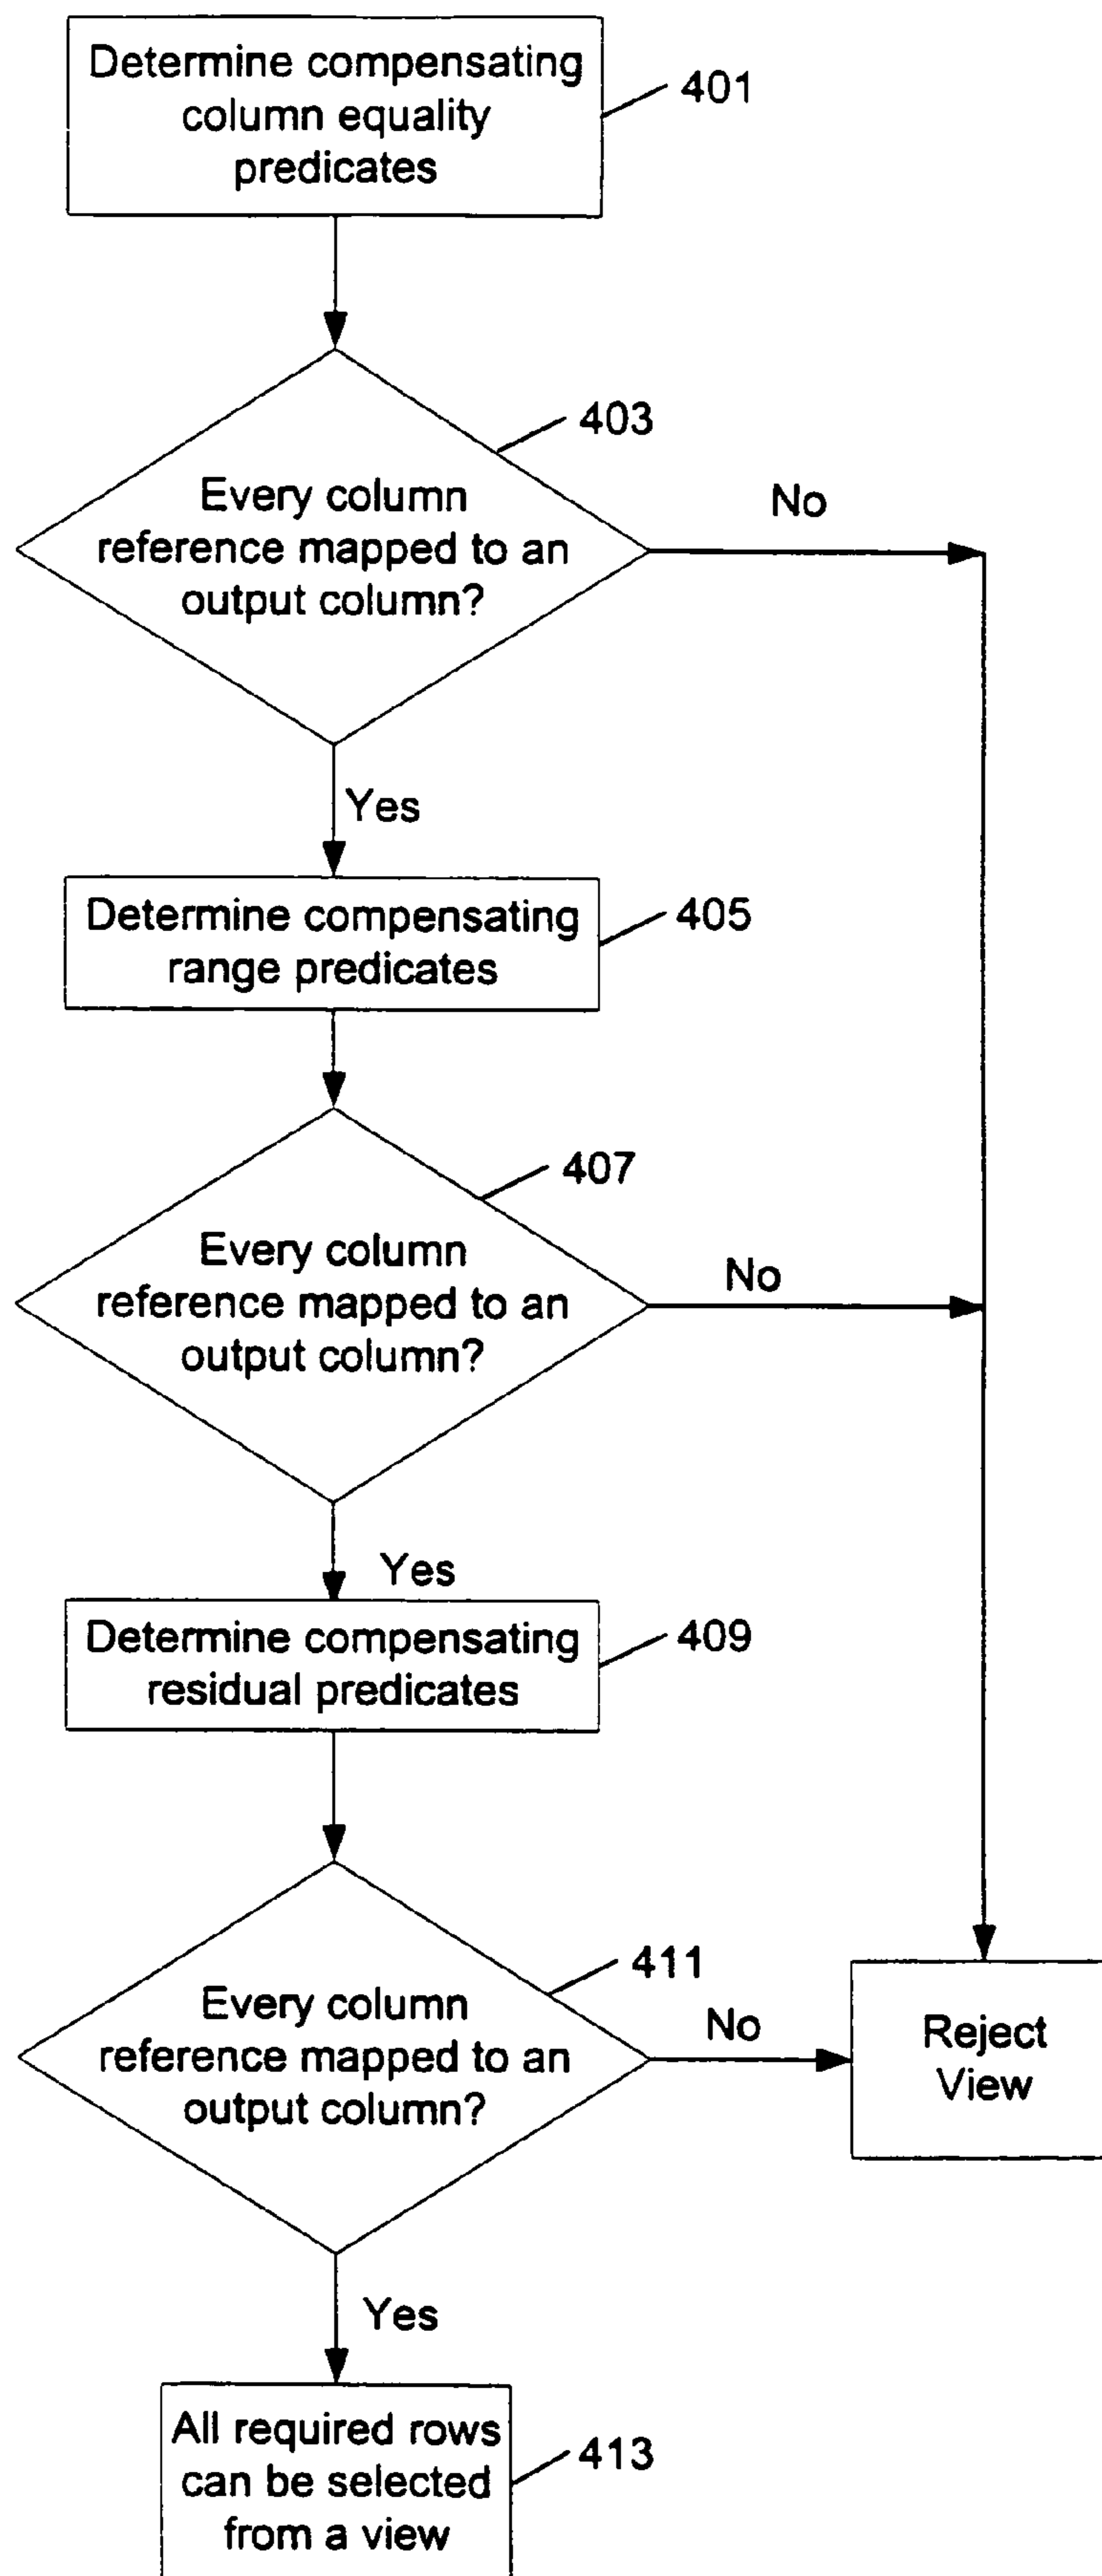 Determine compensating
column equality
predicates
401
403
Every column
reference mapped to an
output column?
No
Yes
Determine compensating
range predicates
405
407
Every column
reference mapped to an
output column?
No
Yes
Determine compensating
residual predicates
409
411
Every column
reference mapped to an
output column?
No
Reject
View
Yes
All required rows
can be selected
from a view
413